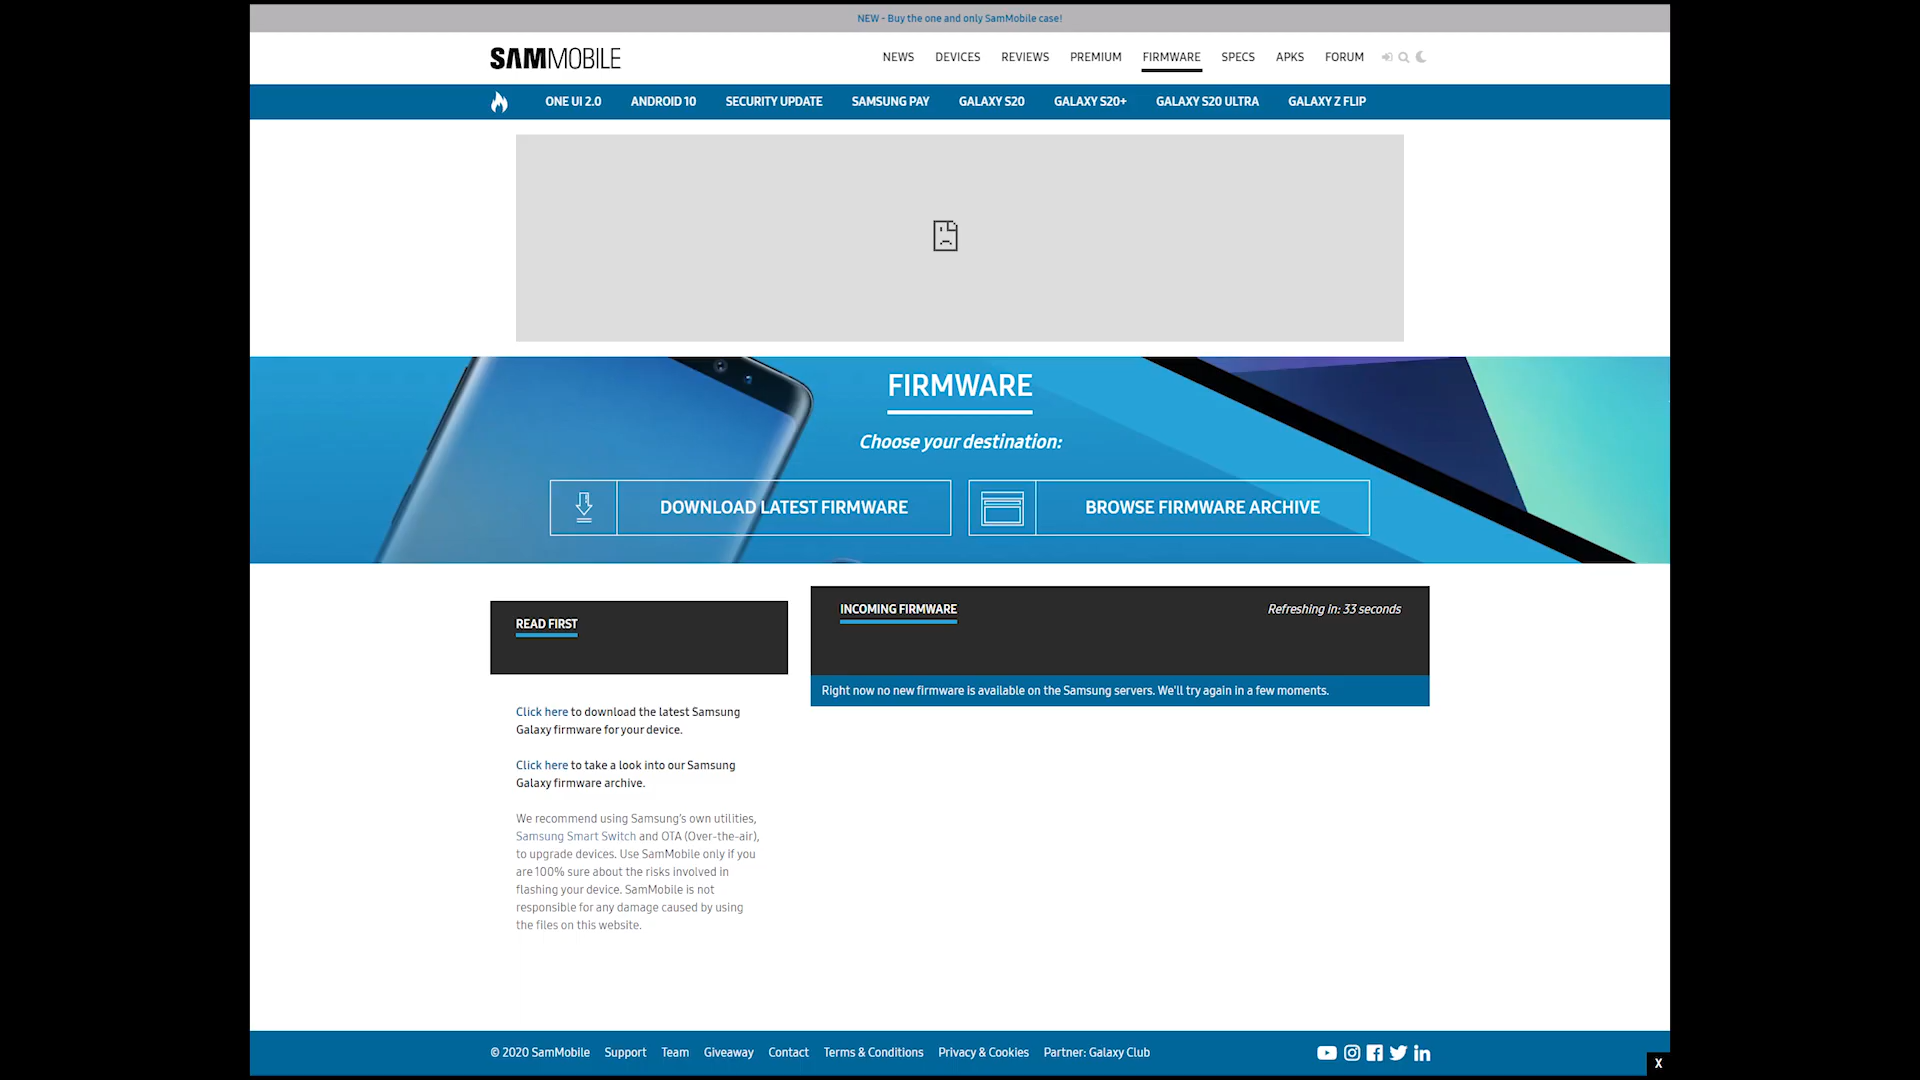 NEW - Buy the one and only SamMobile case!
SAMMOBILE
NEWS DEVICES REVIEWS PREMIUM FIRMWARE SPECS APKS FORUM
ONE UI 2.0 ANDROID 10 SECURITY UPDATE SAMSUNG PAY GALAXY S20 GALAXY S20+ GALAXY S20 ULTRA GALAXY Z FLIP
FIRMWARE
Choose your destination:
DOWNLOAD LATEST FIRMWARE BROWSE FIRMWARE ARCHIVE
READ FIRST
Click here to download the latest Samsung
Galaxy firmware for your device.
Click here to take a look into our Samsung
Galaxy firmware archive.
We recommend using Samsung's own utilities,
Samsung Smart Switch and OTA (Over-the-air),
to upgrade devices. Use SamMobile only if you
are 100% sure about the risks involved in
flashing your device. SamMobile is not
responsible for any damage caused by using
the files on this website.
INCOMING FIRMWARE Refreshing in: 33 seconds
Right now no new firmware is available on the Samsung servers. We'll try again in a few moments.
© 2020 SamMobile Support Team Giveaway Contact Terms & Conditions Privacy & Cookies Partner: Galaxy Club
X